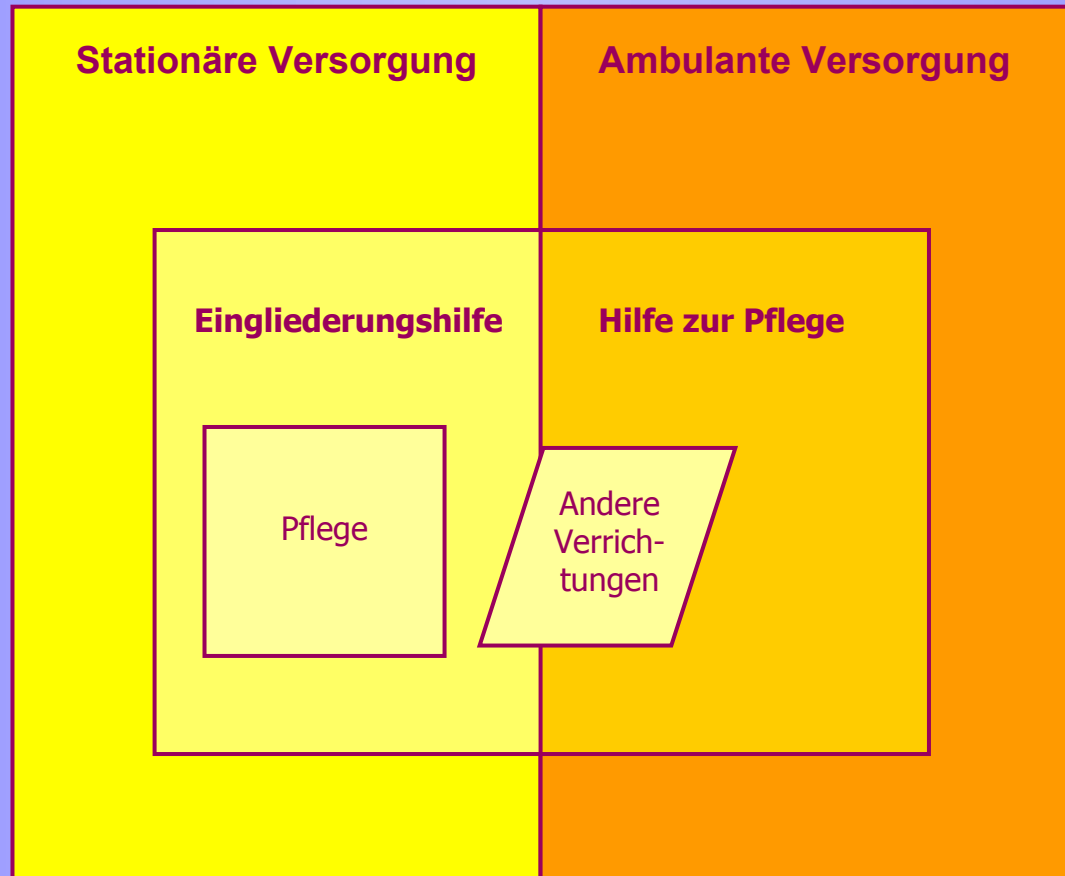 Stationäre Versorgung
Ambulante Versorgung
Eingliederungshilfe
Hilfe zur Pflege
Pflege
Andere
Verrich-
tungen